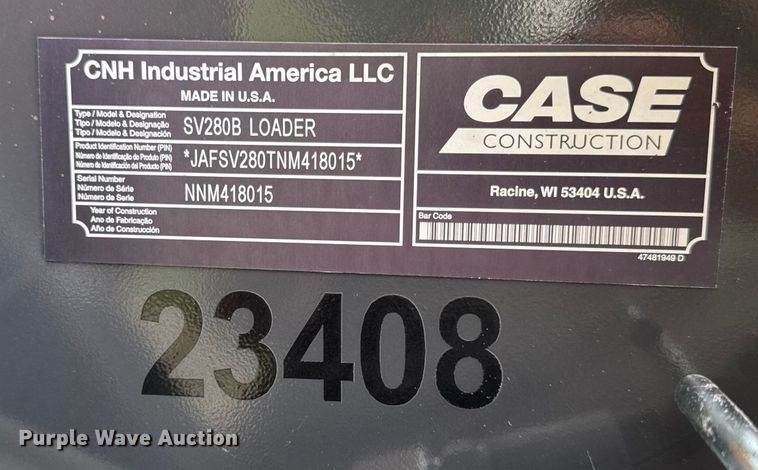 CNH Industrial America LLC
MADE IN U.S.A.
Type / Model & Designation
Tipo / Modelo & Designação
Tipo / Modelo & Designación
SV280B LOADER
Product Identification Number (PIN)
Número de Identificação do Produto (PIN)
Número de Identificación del Producto (PIN)
*JAFSV280TNM418015*
Serial Number
Número de Série
Número de Serie
NNM418015
Year of Construction
Ano de Fabricação
Año de Construcción
CASE
CONSTRUCTION
Racine, WI 53404 U.S.A.
Bar Code
47481949 D
23408
Purple Wave Auction